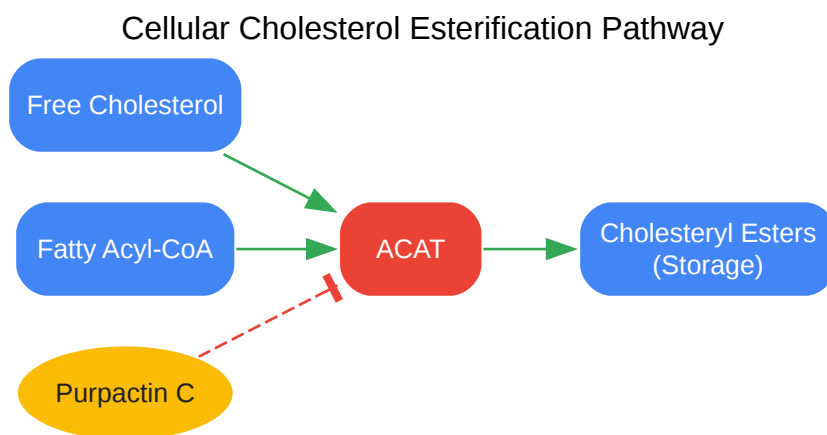 Cellular Cholesterol Esterification Pathway
Free Cholesterol
Fatty Acyl-CoA
ACAT
Cholesteryl Esters
(Storage)
Purpactin C